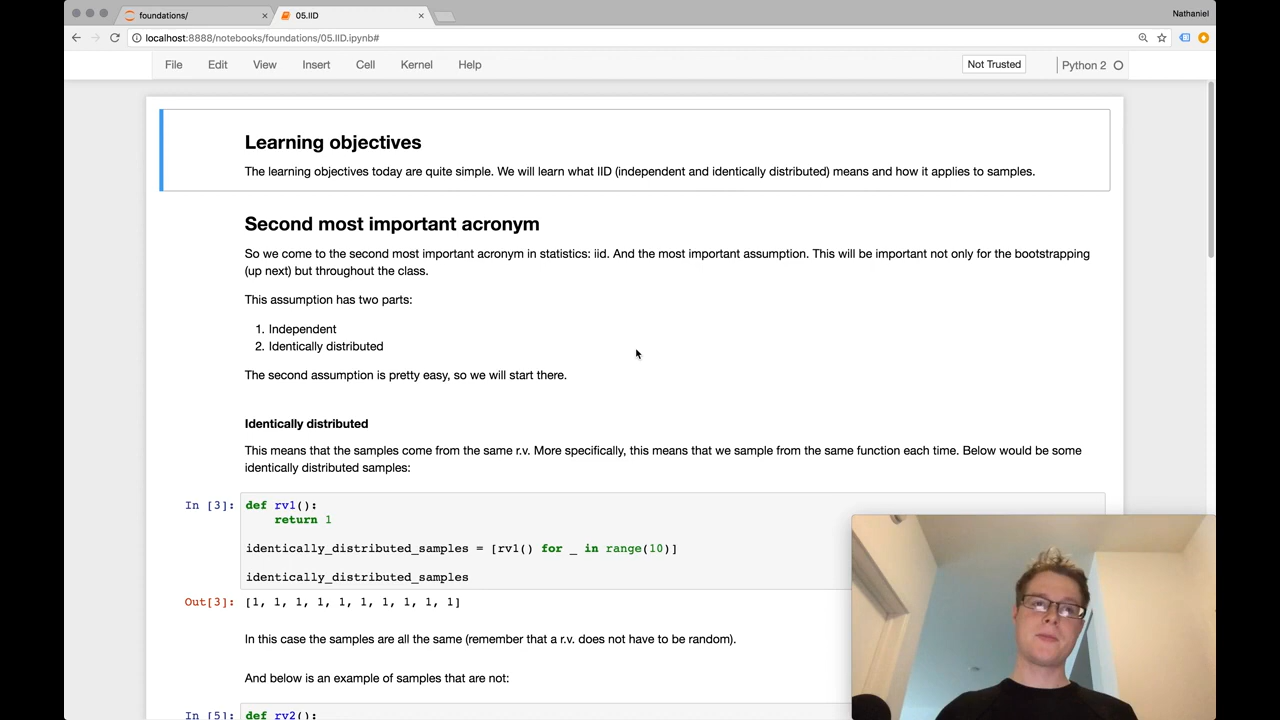 foundations/
05.IID
Nathaniel
localhost:8888/notebooks/foundations/05.IID.ipynb#
File Edit View Insert Cell Kernel Help
Not Trusted
Python 2
Learning objectives
The learning objectives today are quite simple. We will learn what IID (independent and identically distributed) means and how it applies to samples.
Second most important acronym
So we come to the second most important acronym in statistics: iid. And the most important assumption. This will be important not only for the bootstrapping
(up next) but throughout the class.
This assumption has two parts:
1. Independent
2. Identically distributed
The second assumption is pretty easy, so we will start there.
Identically distributed
This means that the samples come from the same r.v. More specifically, this means that we sample from the same function each time. Below would be some
identically distributed samples:
In [3]: def rv1():
return 1
identically_distributed_samples = [rv1() for _ in range(10)]
identically_distributed_samples
Out[3]: [1, 1, 1, 1, 1, 1, 1, 1, 1, 1]
In this case the samples are all the same (remember that a r.v. does not have to be random).
And below is an example of samples that are not:
In [5]: def rv2():